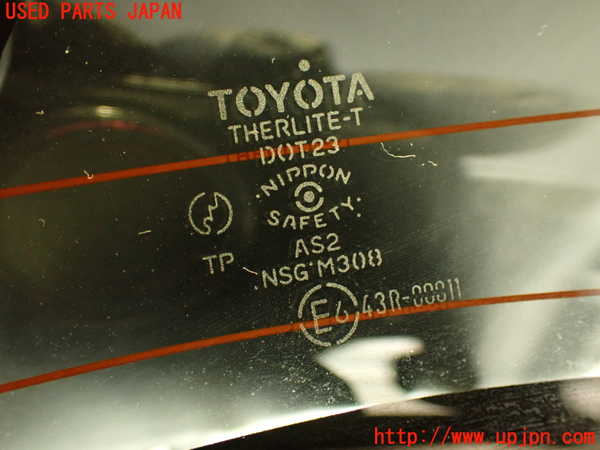 USED PARTS JAPAN
TOYOTA
THERLITE-T
DOT23
NIPPON
SAFETY
TP
AS2
NSG M308
E6 43R-00011
http://www.upjpn.com/